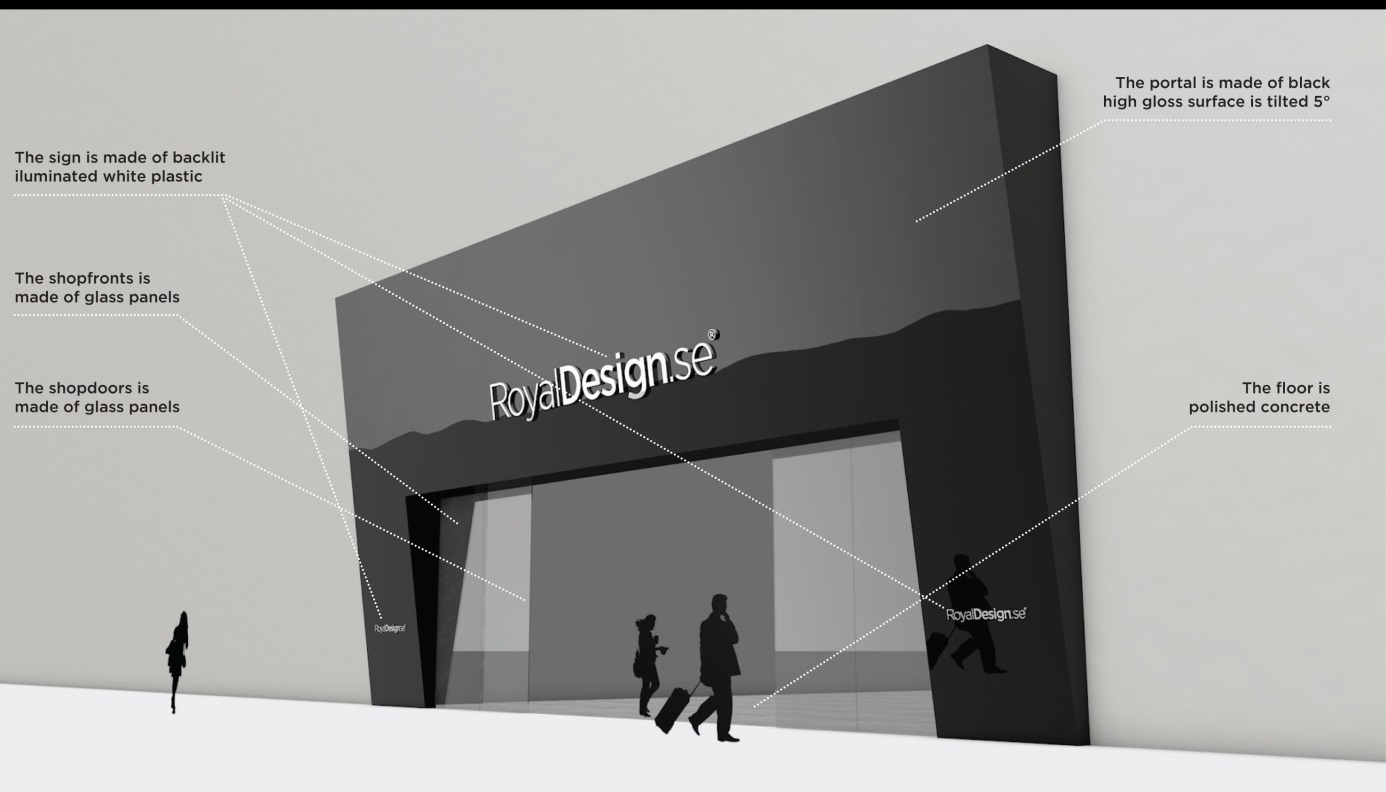 The portal is made of black
high gloss surface is tilted 5°
The sign is made of backlit
iluminated white plastic
The shopfronts is
made of glass panels
RoyalDesign.se®
The shopdoors is
made of glass panels
The floor is
polished concrete
RoyalDesign.se®
RoyalDesign.se